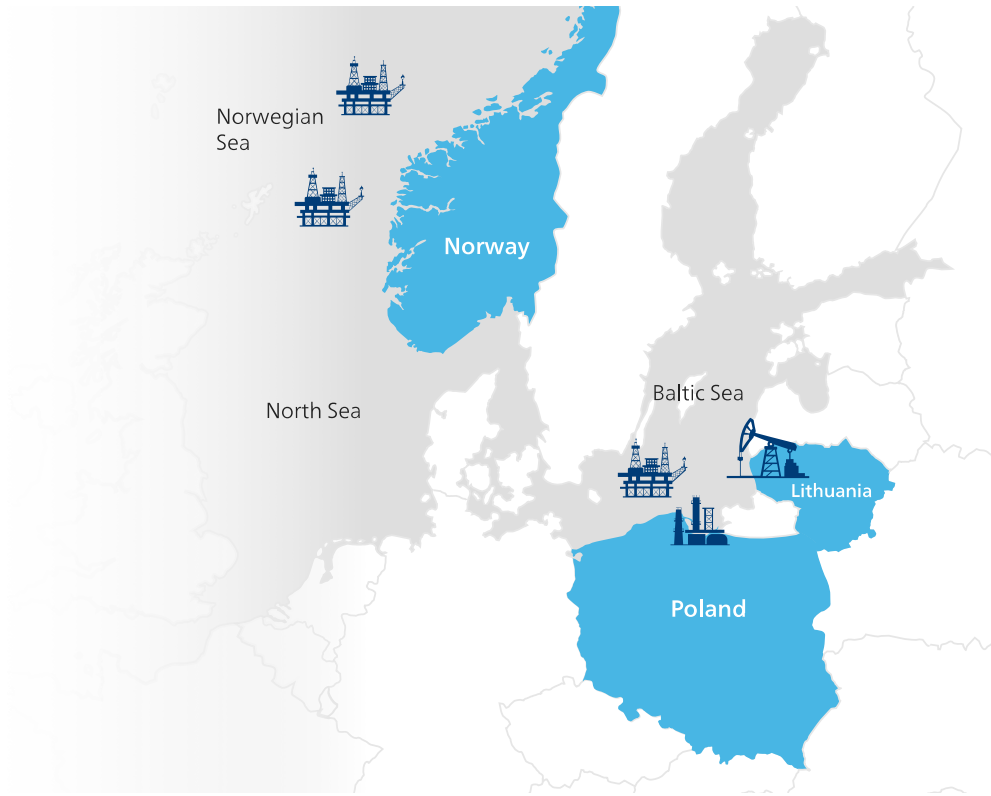 Norwegian
Sea
Norway
North Sea
Baltic Sea
Lithuania
Poland